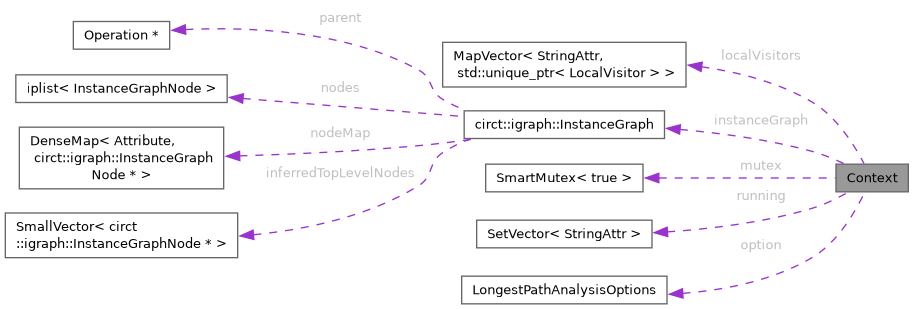 parent
Operation *
nodes
iplist< InstanceGraphNode >
nodeMap
DenseMap< Attribute,
circt::igraph::InstanceGraph
Node * >
inferredTopLevelNodes
SmallVector< circt
::igraph::InstanceGraphNode * >
MapVector< StringAttr,
std::unique_ptr< LocalVisitor > >
localVisitors
circt::igraph::InstanceGraph
instanceGraph
SmartMutex< true >
mutex
Context
SetVector< StringAttr >
running
LongestPathAnalysisOptions
option